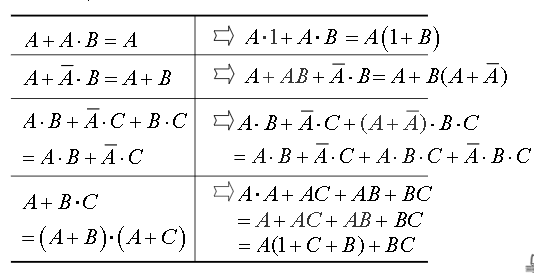 A + A · B = A ⇨ A·1 + A · B = A(1 + B)
A + A̅ · B = A + B ⇨ A + AB + A̅ · B = A + B(A + A̅)
A · B + A̅ · C + B · C
= A · B + A̅ · C
⇨ A · B + A̅ · C + (A + A̅) · B · C
= A · B + A̅ · C + A · B · C + A̅ · B · C
A + B · C
= (A + B) · (A + C)
⇨ A · A + AC + AB + BC
= A + AC + AB + BC
= A(1 + C + B) + BC